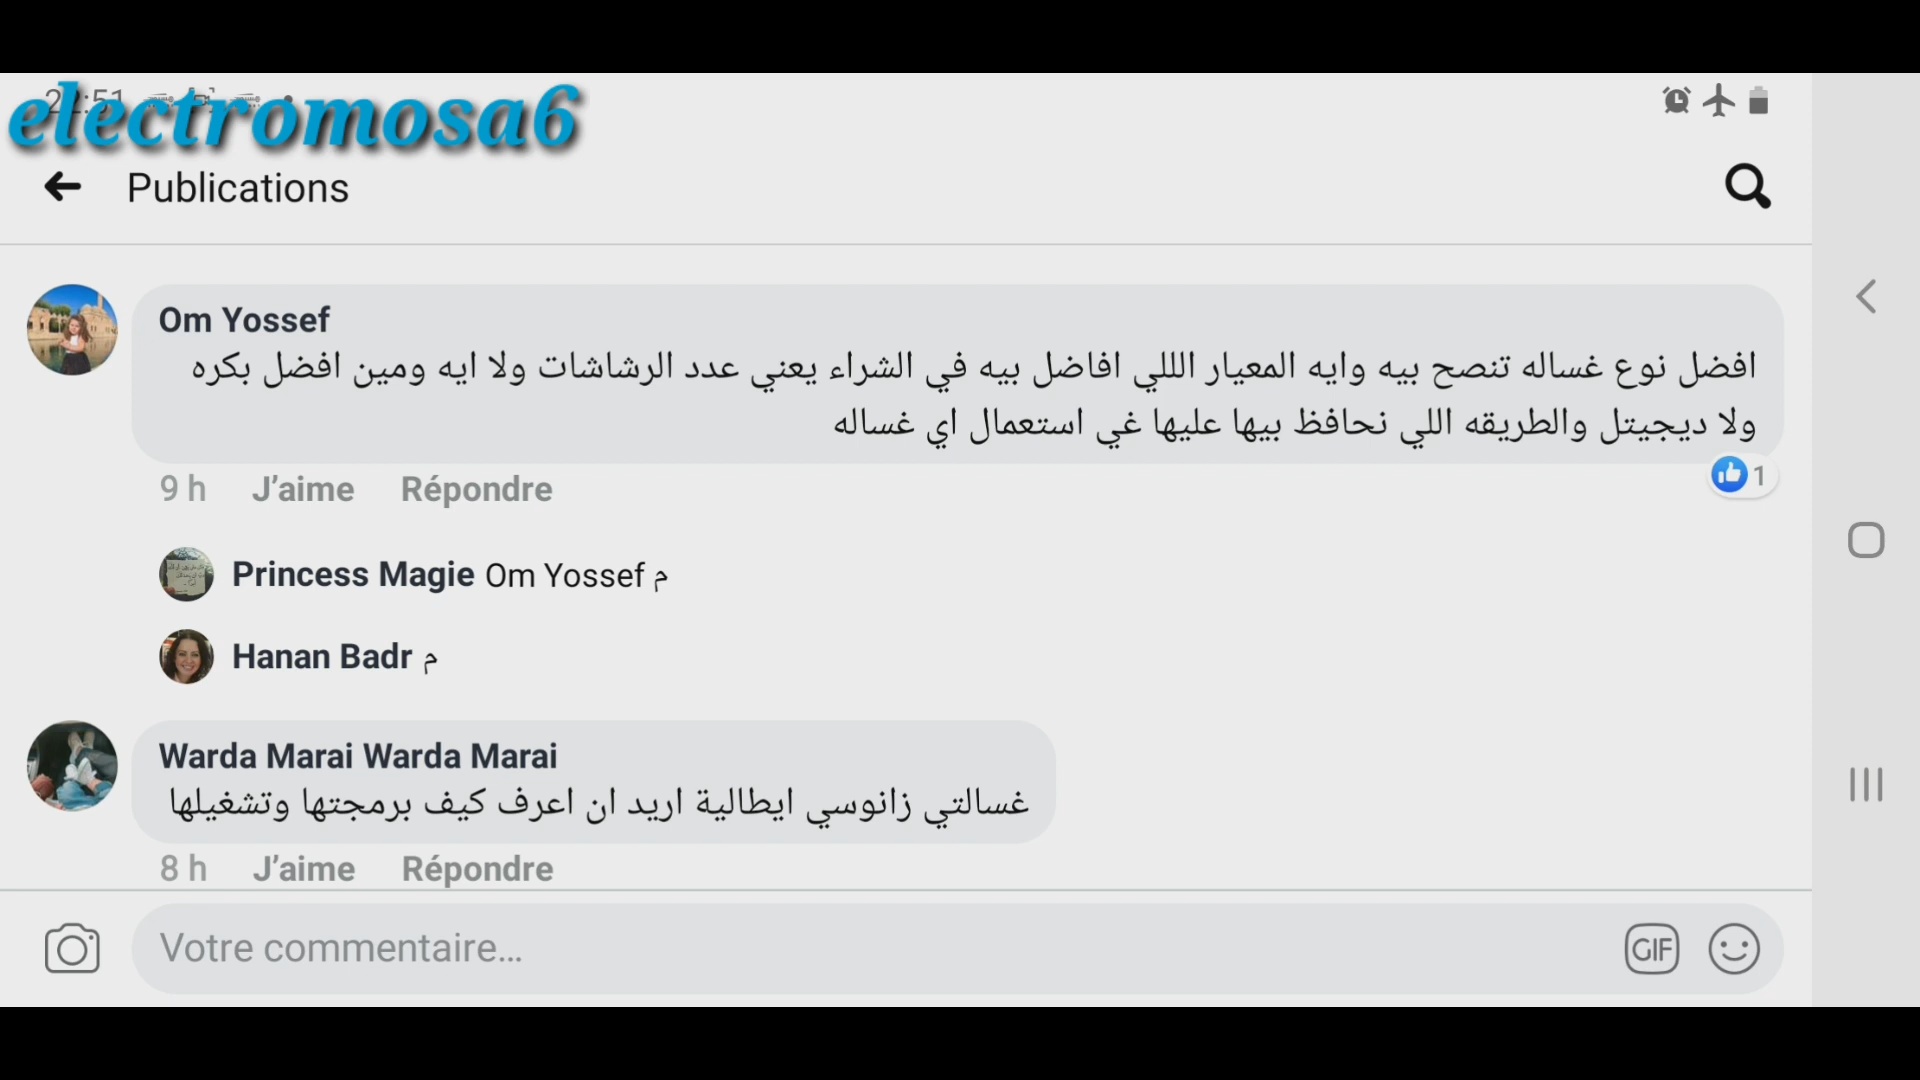 22:51
electromosa6
Publications
Om Yossef
افضل نوع غساله تنصح بيه وايه المعيار الللي افاضل بيه في الشراء يعني عدد الرشاشات ولا ايه ومين افضل بكره
ولا ديجيتل والطريقه اللي نحافظ بيها عليها غي استعمال اي غساله
9 h J’aime Répondre
1
Princess Magie Om Yossef م
Hanan Badr م
Warda Marai Warda Marai
غسالتي زانوسي ايطالية اريد ان اعرف كيف برمجتها وتشغيلها
8 h J’aime Répondre
Votre commentaire...
GIF